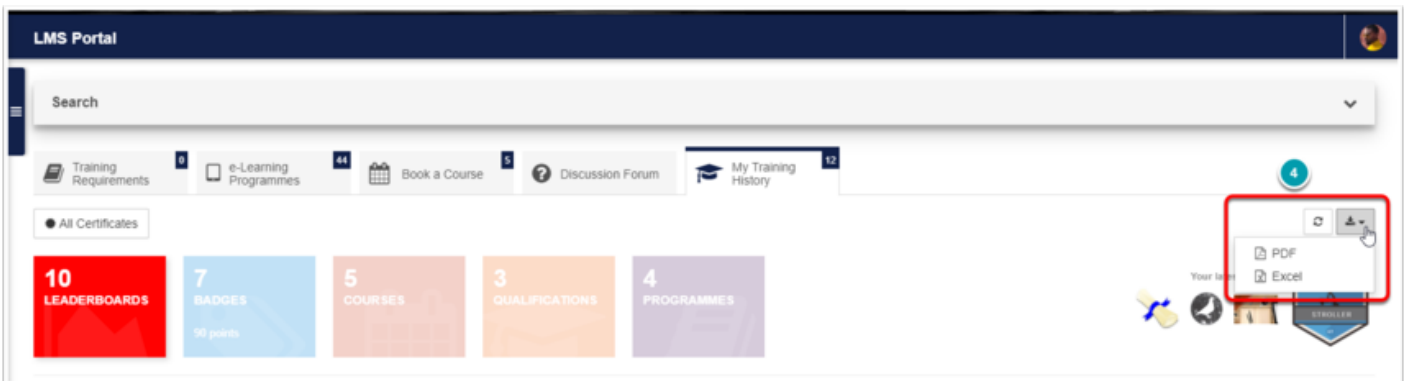 LMS Portal
Search
Training
Requirements
0
e-Learning
Programmes
44
Book a Course
5
Discussion Forum
My Training
History
12
4
All Certificates
PDF
Excel
10
LEADERBOARDS
7
BADGES
90 points
5
COURSES
3
QUALIFICATIONS
4
PROGRAMMES
Your
STROLLER